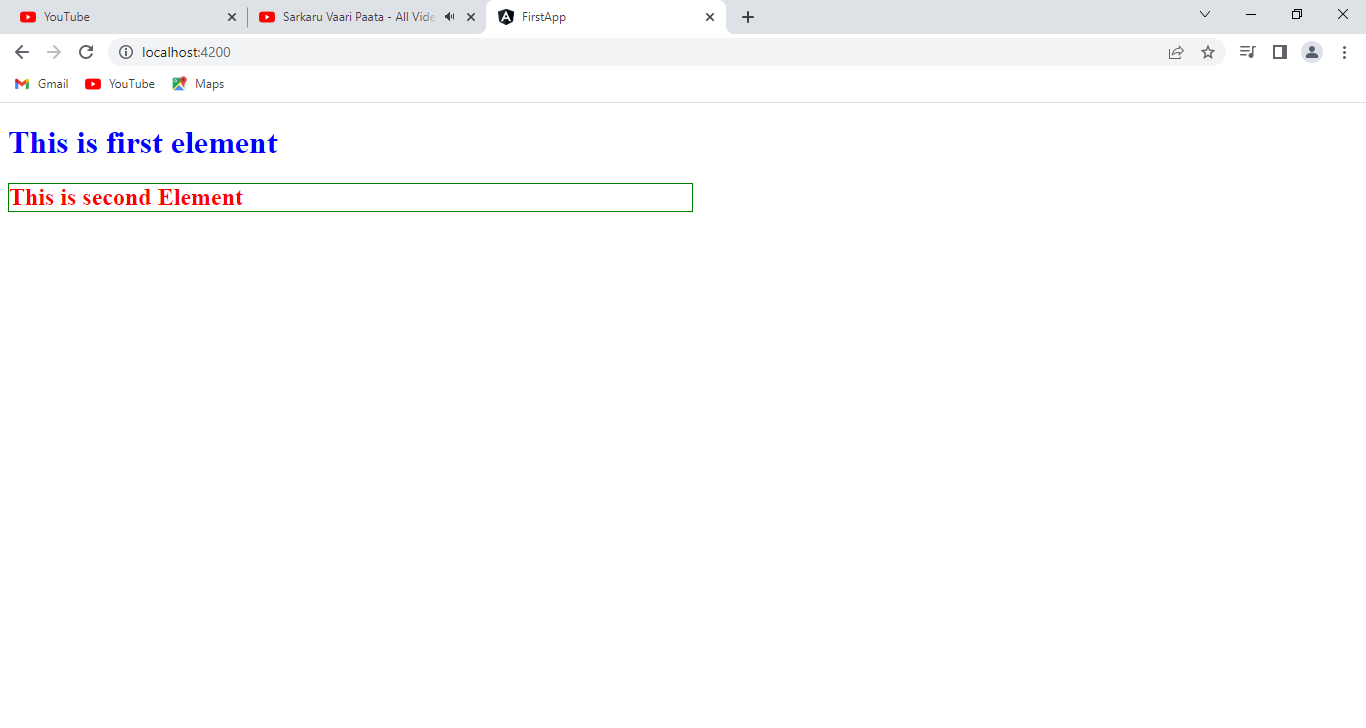 YouTube
Sarkaru Vaari Paata - All Vide
FirstApp
localhost:4200
Gmail
YouTube
Maps
This is first element
This is second Element